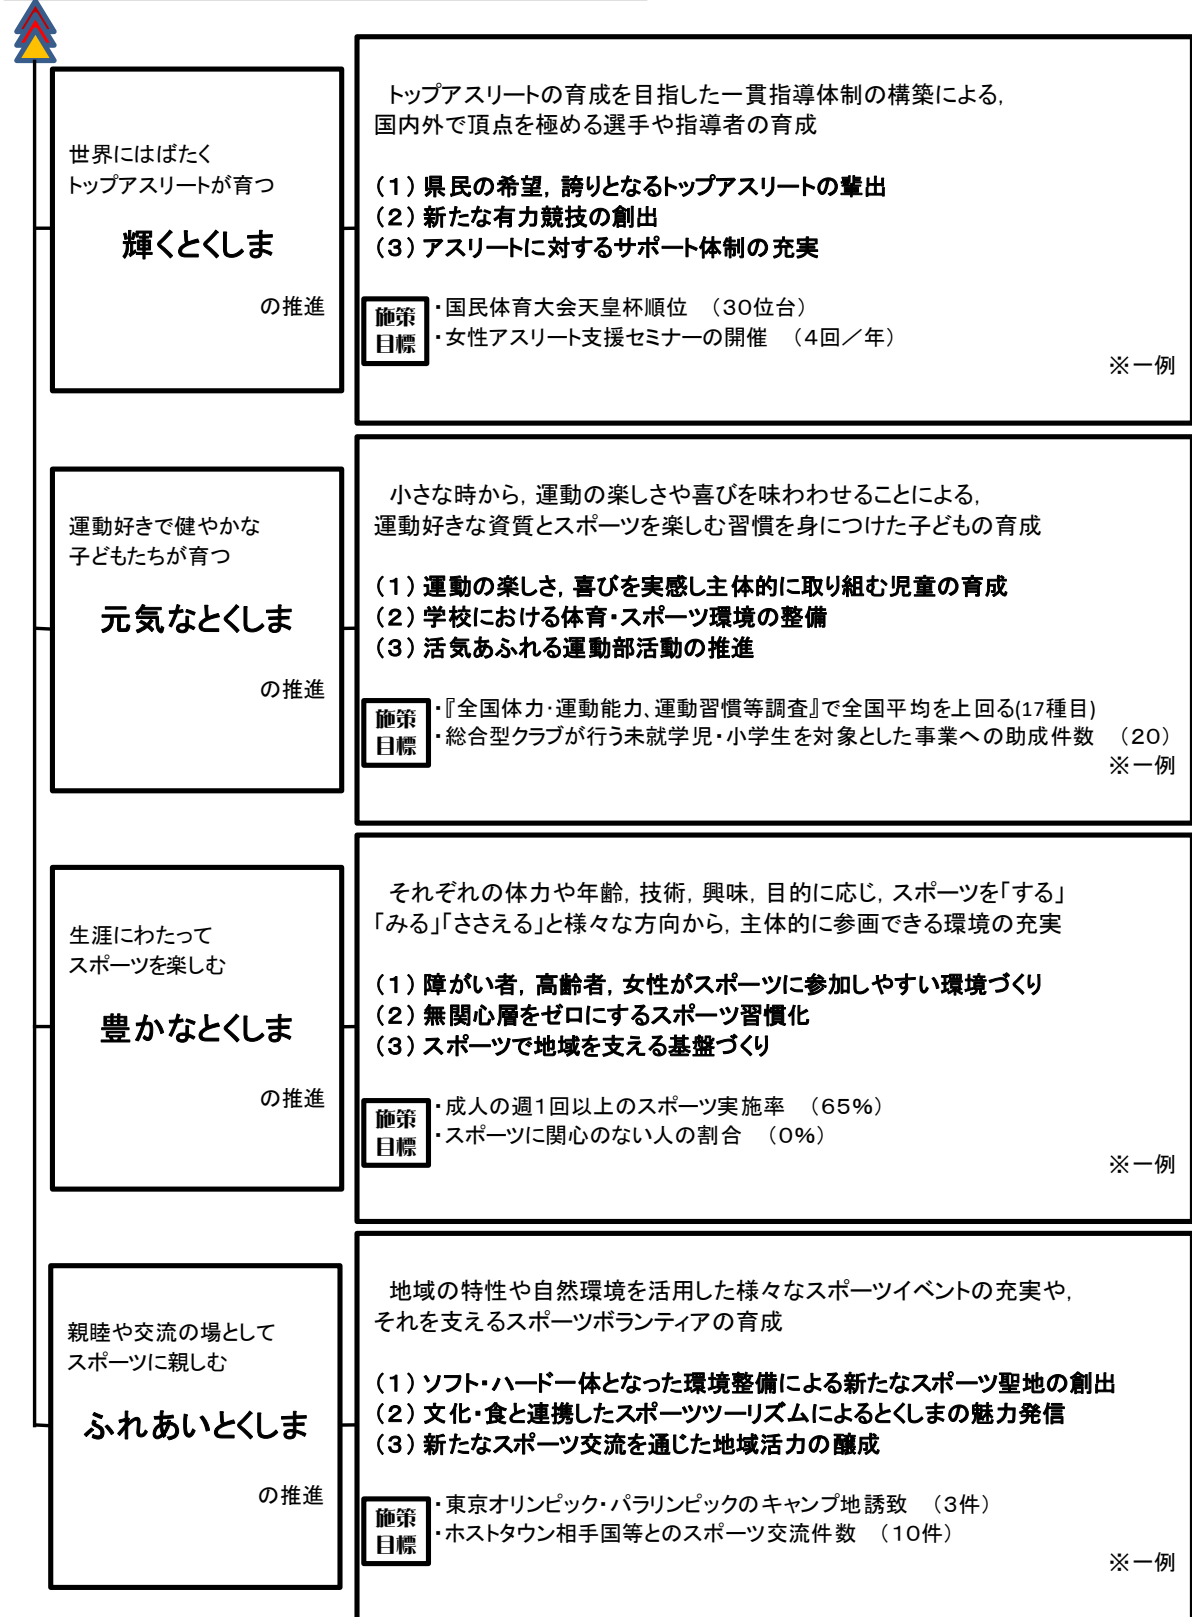 世界にはばたく
トップアスリートが育つ
輝くとくしま
の推進
トップアスリートの育成を目指した一貫指導体制の構築による,
国内外で頂点を極める選手や指導者の育成
(1) 県民の希望, 誇りとなるトップアスリートの輩出
(2) 新たな有力競技の創出
(3) アスリートに対するサポート体制の充実
施策
目標
・国民体育大会天皇杯順位 (30位台)
・女性アスリート支援セミナーの開催 (4回/年)
※一例
運動好きで健やかな
子どもたちが育つ
元気なとくしま
の推進
小さな時から, 運動の楽しさや喜びを味わわせることによる,
運動好きな資質とスポーツを楽しむ習慣を身につけた子どもの育成
(1) 運動の楽しさ, 喜びを実感し主体的に取り組む児童の育成
(2) 学校における体育・スポーツ環境の整備
(3) 活気あふれる運動部活動の推進
施策
目標
・『全国体力・運動能力、運動習慣等調査』で全国平均を上回る(17種目)
・総合型クラブが行う未就学児・小学生を対象とした事業への助成件数 (20)
※一例
生涯にわたって
スポーツを楽しむ
豊かなとくしま
の推進
それぞれの体力や年齢, 技術, 興味, 目的に応じ, スポーツを「する」
「みる」「ささえる」と様々な方向から, 主体的に参画できる環境の充実
(1) 障がい者, 高齢者, 女性がスポーツに参加しやすい環境づくり
(2) 無関心層をゼロにするスポーツ習慣化
(3) スポーツで地域を支える基盤づくり
施策
目標
・成人の週1回以上のスポーツ実施率 (65%)
・スポーツに関心のない人の割合 (0%)
※一例
親睦や交流の場として
スポーツに親しむ
ふれあいとくしま
の推進
地域の特性や自然環境を活用した様々なスポーツイベントの充実や,
それを支えるスポーツボランティアの育成
(1) ソフト・ハード一体となった環境整備による新たなスポーツ聖地の創出
(2) 文化・食と連携したスポーツツーリズムによるとくしまの魅力発信
(3) 新たなスポーツ交流を通じた地域活力の醸成
施策
目標
・東京オリンピック・パラリンピックのキャンプ地誘致 (3件)
・ホストタウン相手国等とのスポーツ交流件数 (10件)
※一例